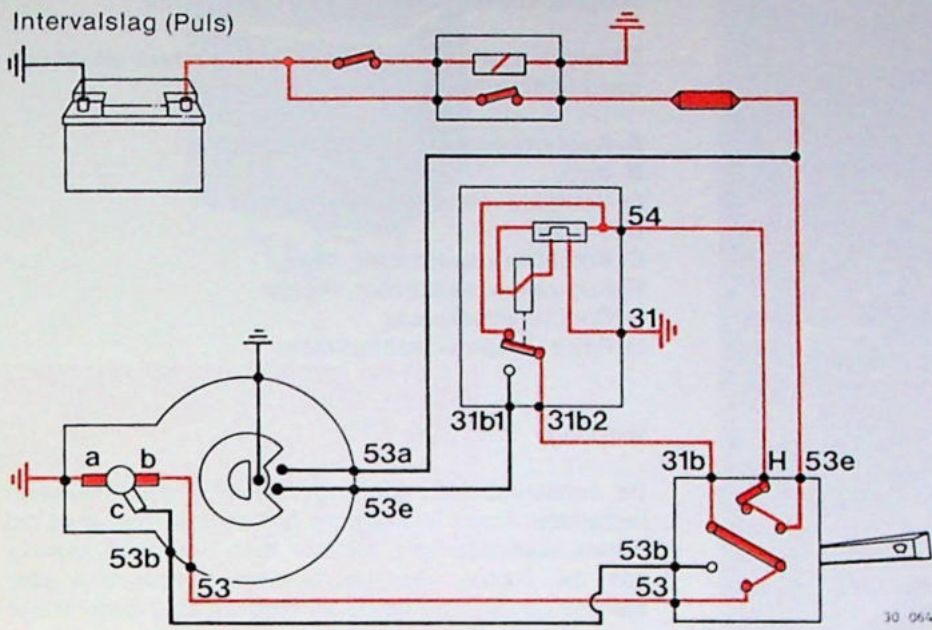 Intervalslag (Puls)
54
31
31b1 31b2
53a
53e
a b
c
53b
53
31b H 53e
53b
53
30 064